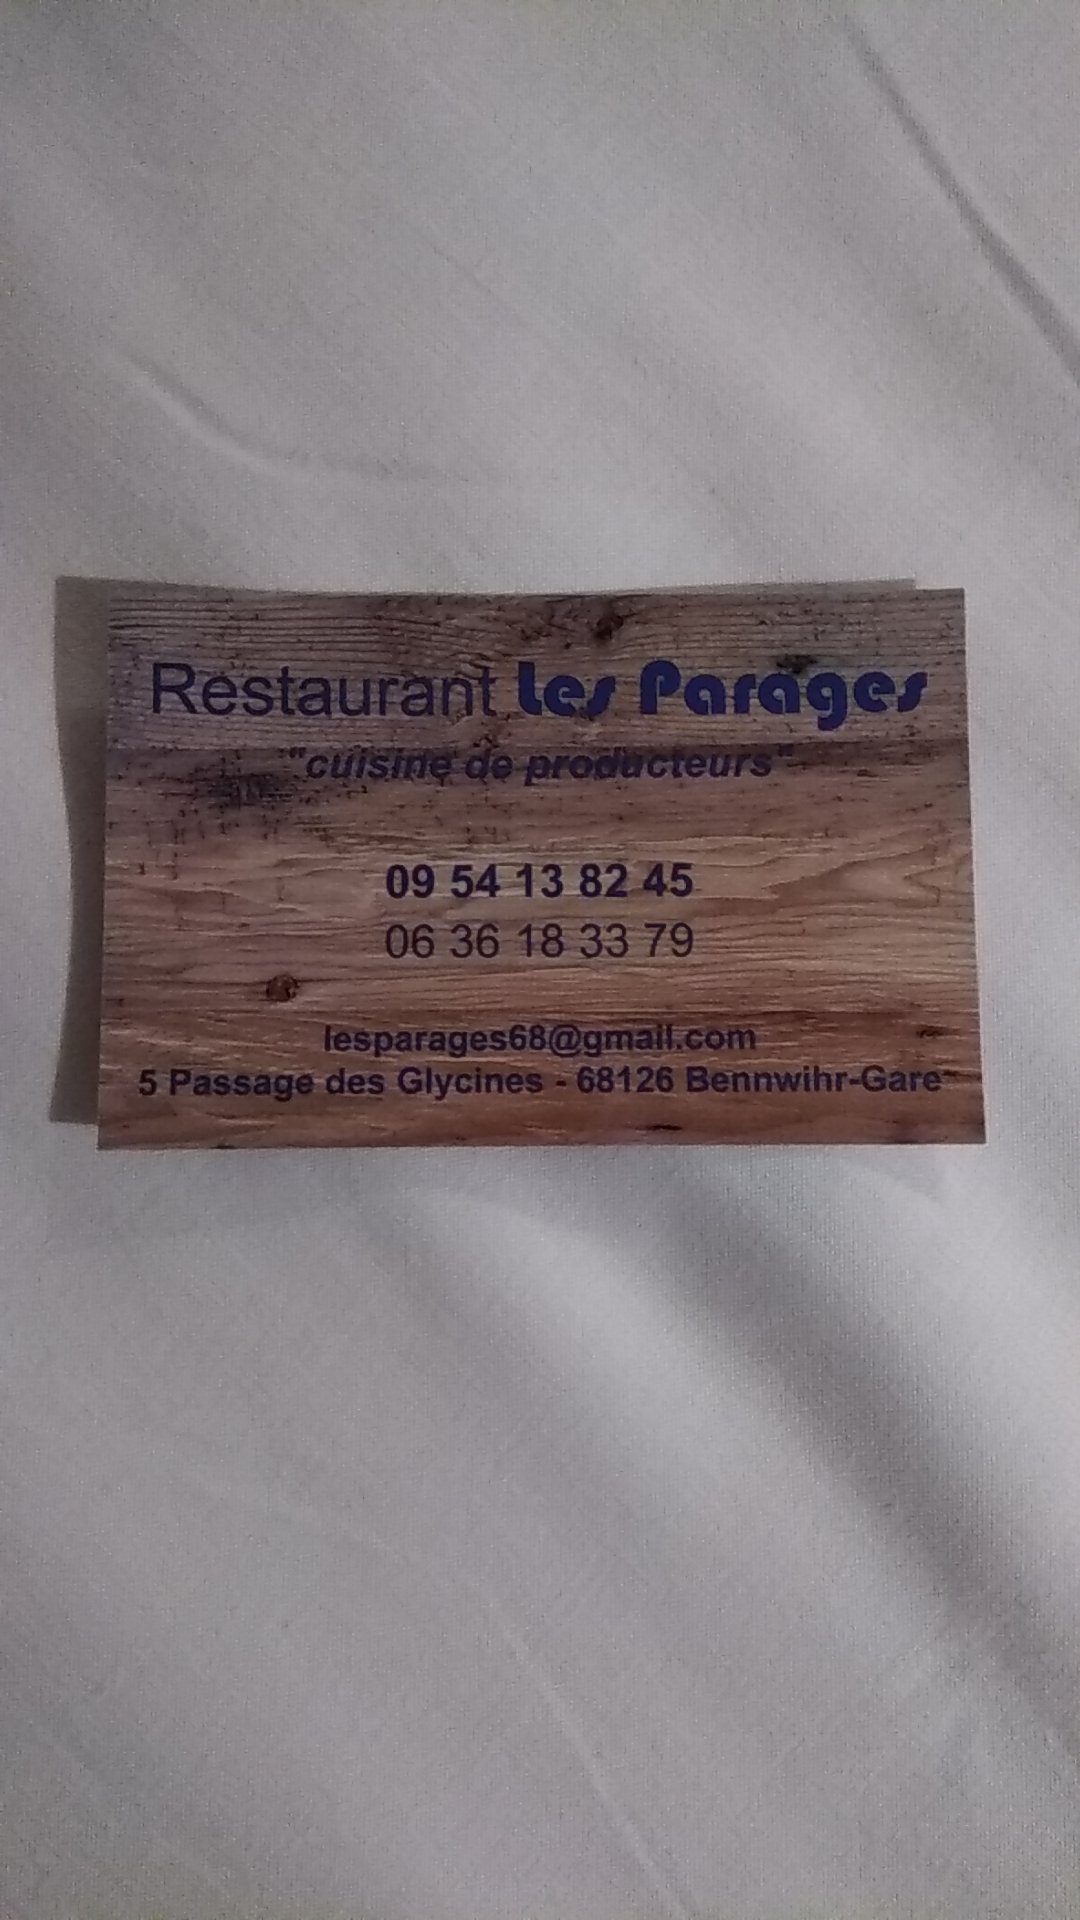 Restaurant Les Parages
"cuisine de producteurs"
09 54 13 82 45
06 36 18 33 79
lesparages68@gmail.com
5 Passage des Glycines - 68126 Bennwihr-Gare